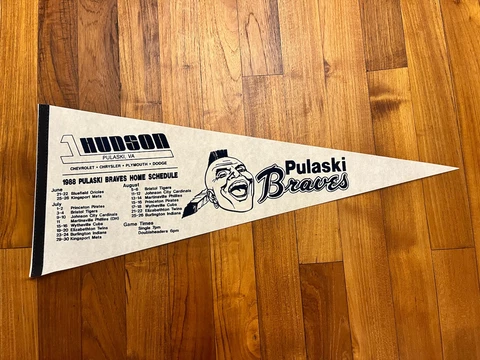 1 HUDSON
PULASKI, VA
CHEVROLET • CHRYSLER • PLYMOUTH • DODGE
1988 PULASKI BRAVES HOME SCHEDULE
June
21-22 Bluefield Orioles
25-26 Kingsport Mets
July
1-2 Princeton Pirates
3-4 Bristol Tigers
9-10 Johnson City Cardinals
11 Martinsville Phillies (DH)
15-16 Wytheville Cubs
19-20 Elizabethton Twins
23-24 Burlington Indians
29-30 Kingsport Mets
August
5-6 Bristol Tigers
11-12 Johnson City Cardinals
13-14 Martinsville Phillies
15-16 Princeton Pirates
17-18 Wytheville Cubs
21-22 Elizabethton Twins
25-26 Burlington Indians
Game Times
Single 7pm
Doubleheaders 6pm
Pulaski
Braves